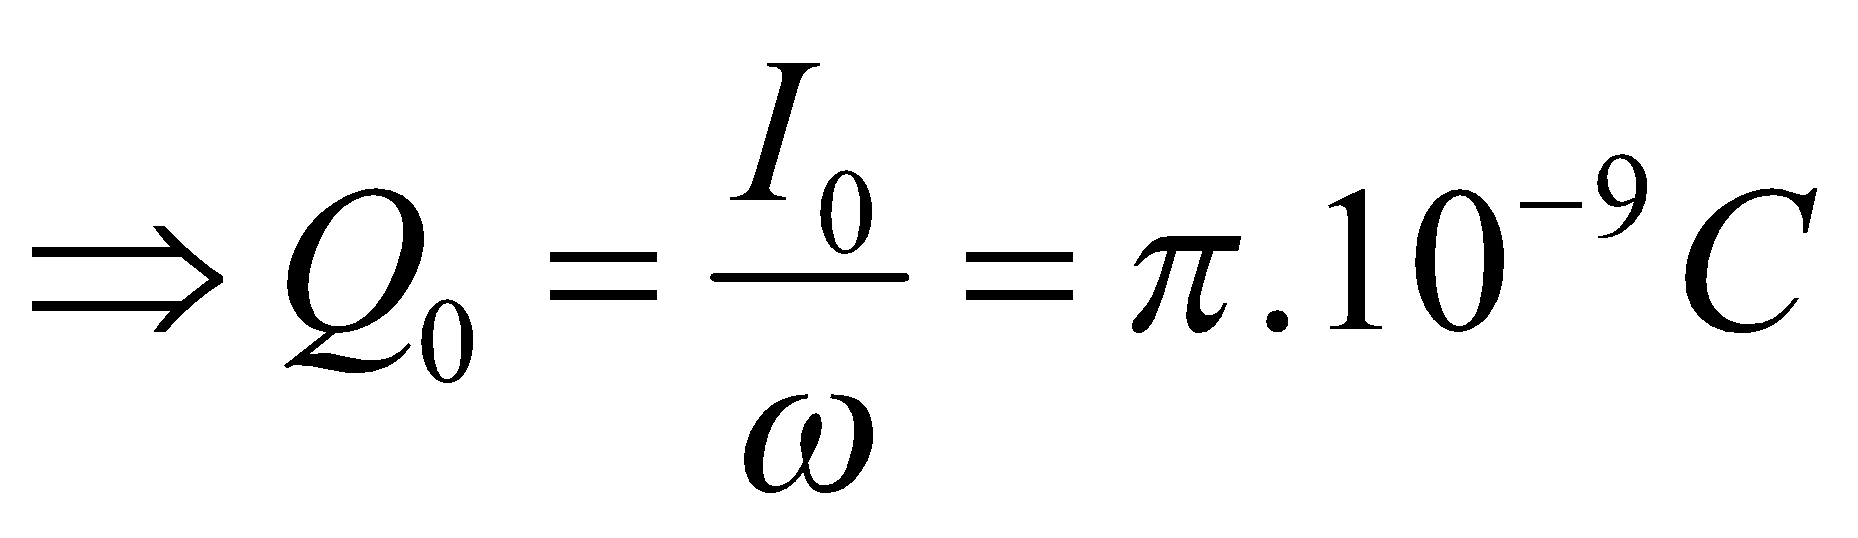 ⇒ Q₀ = I₀/ω = π.10⁻⁹ C